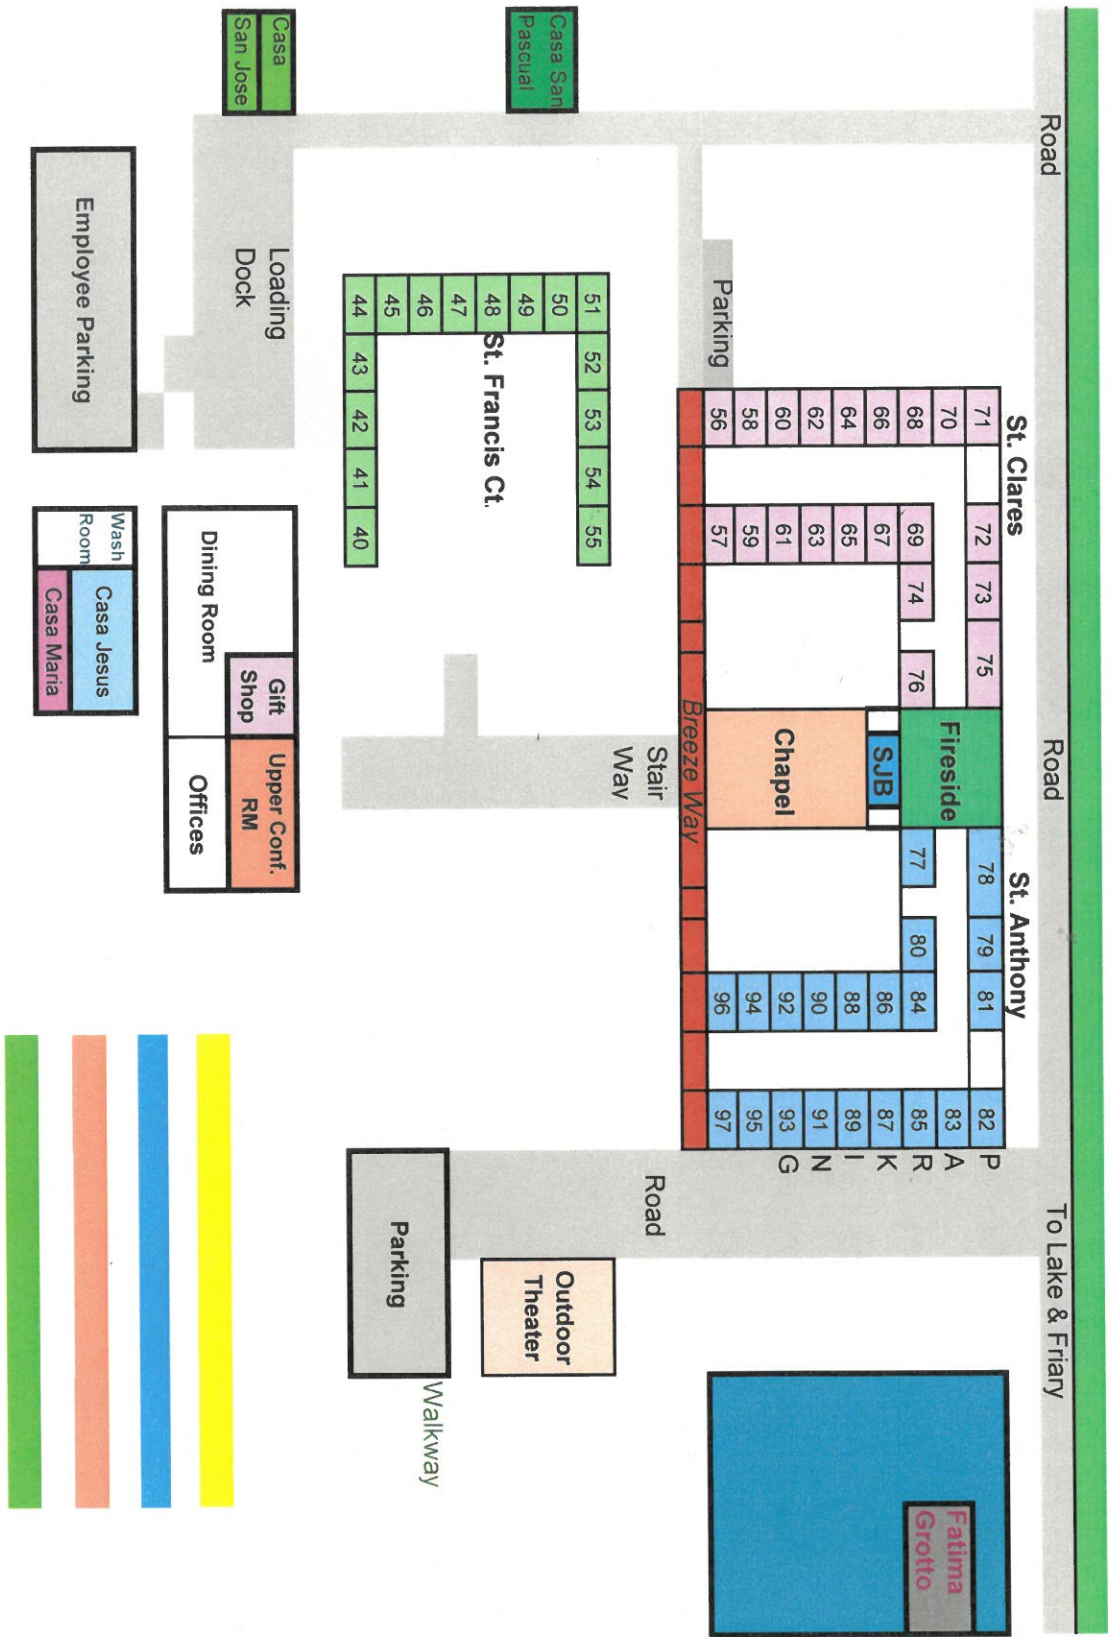 Road
Road
To Lake & Friary
St. Clares
St. Anthony
71 72 73 75 78 79 81 82 P
70 83 A
Fireside
68 69 74 76 77 80 84 85 R
66 67 SJB 86 87 K
64 65 88 89 I
62 63 90 91 N
60 61 92 93 G
Chapel
58 59 94 95
56 57 96 97
Parking
Breeze Way
Fatima
Grotto
Stair
Way
Road
Casa San
Pascual
51 52 53 54 55
50
49
48
47
46
45
44 43 42 41 40
St. Francis Ct.
Outdoor
Theater
Parking
Walkway
Casa
San Jose
Loading
Dock
Gift
Shop
Upper Conf.
RM
Dining Room
Offices
Employee Parking
Wash
Room
Casa Jesus
Casa Maria